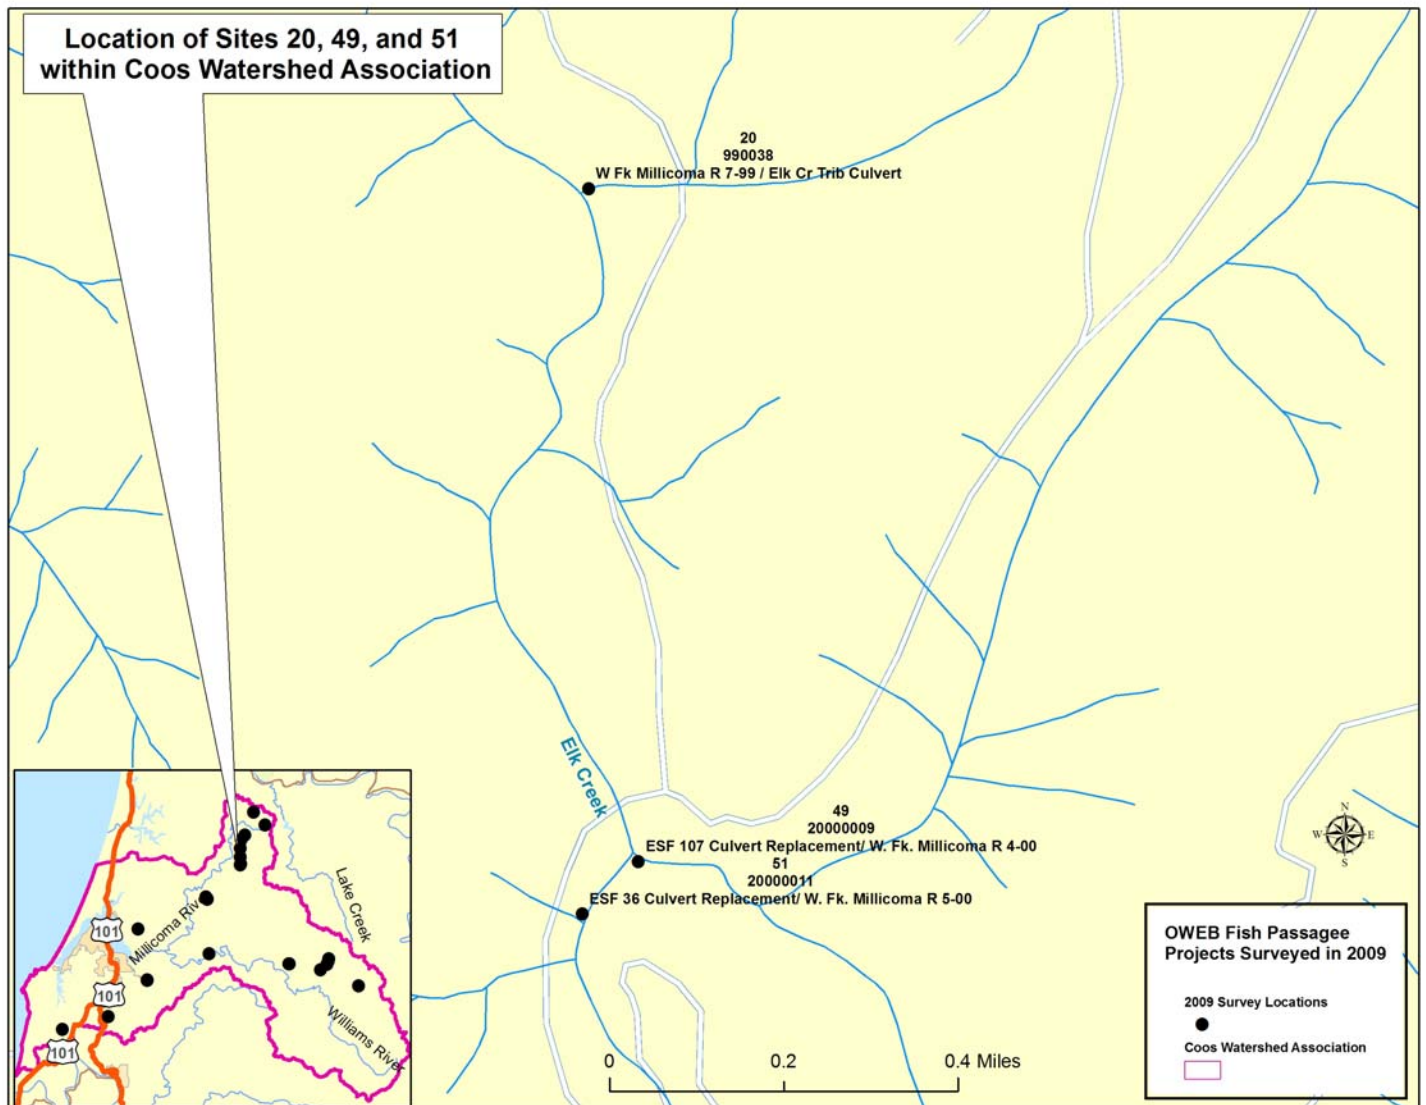 Location of Sites 20, 49, and 51
within Coos Watershed Association
20
990038
W Fk Millicoma R 7-99 / Elk Cr Trib Culvert
Elk Creek
49
20000009
ESF 107 Culvert Replacement/ W. Fk. Millicoma R 4-00
51
20000011
ESF 36 Culvert Replacement/ W. Fk. Millicoma R 5-00
N
W E
S
Lake Creek
Millicoma River
Williams River
101
101
101
0 0.2 0.4 Miles
OWEB Fish Passagee
Projects Surveyed in 2009
2009 Survey Locations
Coos Watershed Association